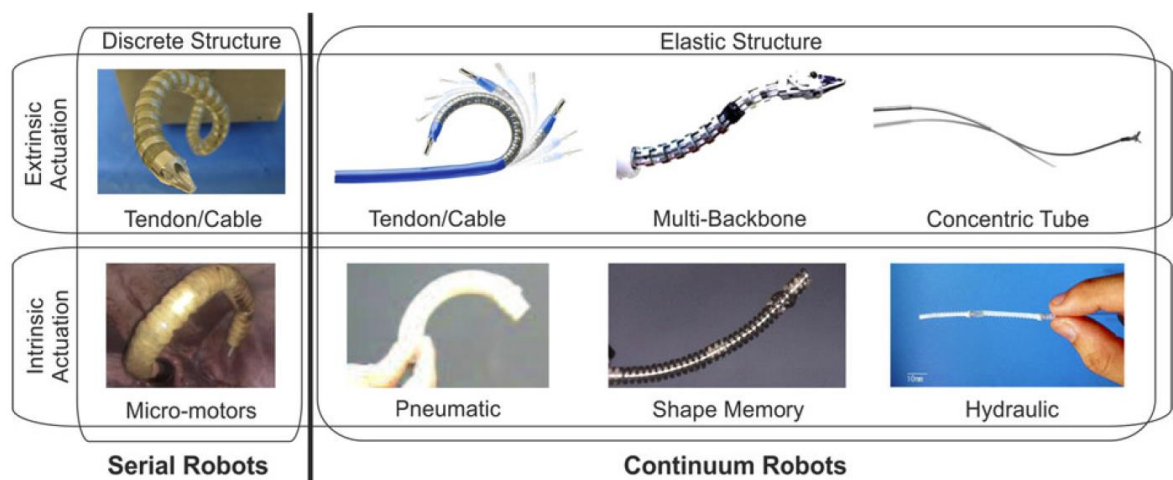 Discrete Structure
Elastic Structure
Extrinsic
Actuation
Tendon/Cable
Tendon/Cable
Multi-Backbone
Concentric Tube
Intrinsic
Actuation
10mm
Micro-motors
Pneumatic
Shape Memory
Hydraulic
Serial Robots
Continuum Robots